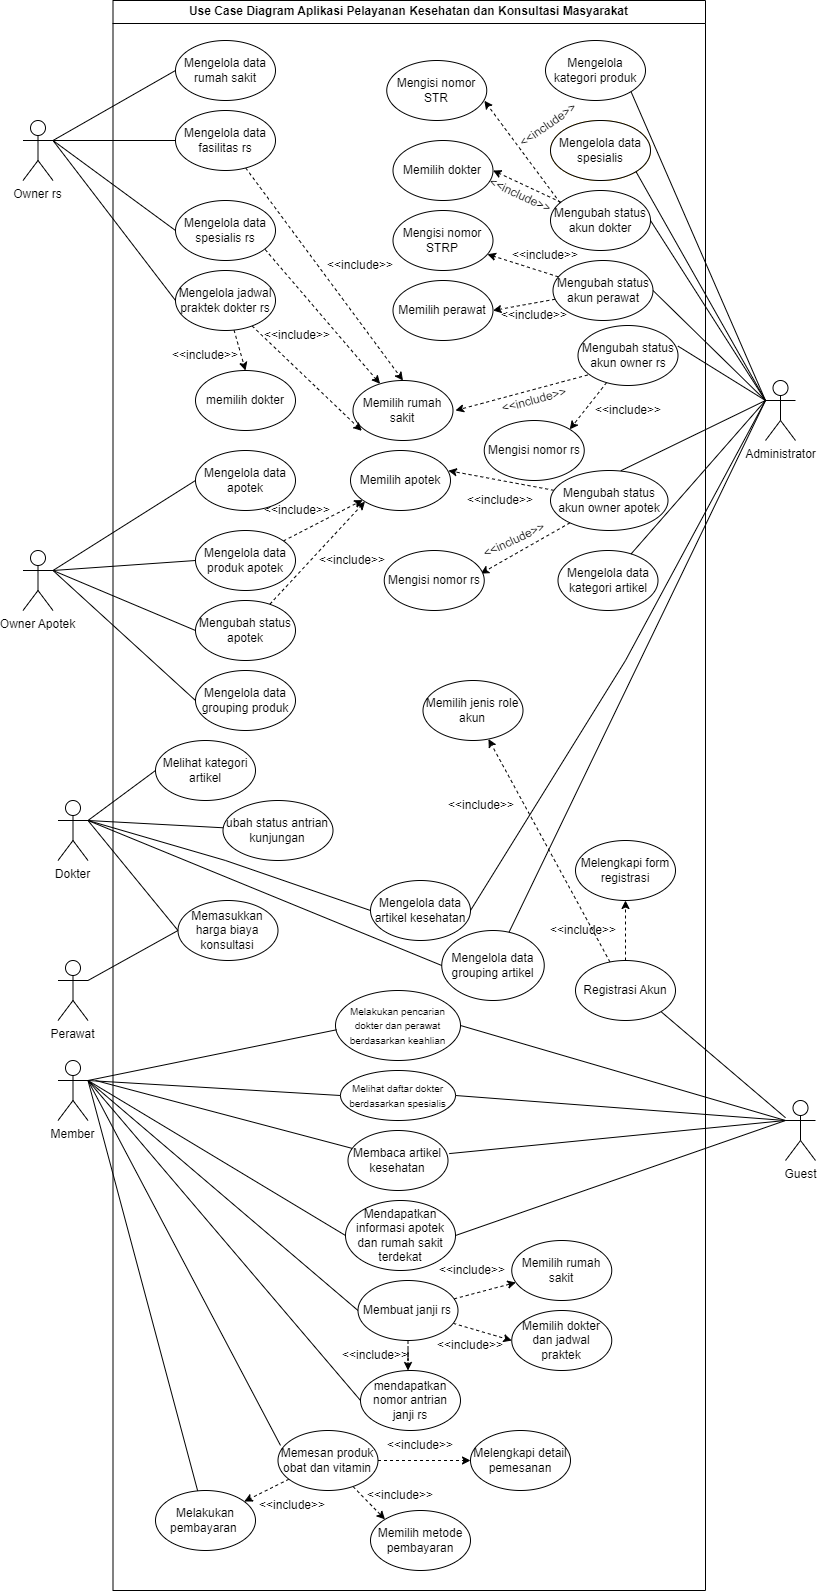 Use Case Diagram Aplikasi Pelayanan Kesehatan dan Konsultasi Masyarakat
Mengelola data
rumah sakit
Mengisi nomor
STR
Mengelola
kategori produk
<<include>>
Owner rs
Mengelola data
fasilitas rs
Memilih dokter
<<include>>
Mengelola data
spesialis
Mengubah status
akun dokter
Mengelola data
spesialis rs
Mengisi nomor
STRP
<<include>>
<<include>>
Mengelola jadwal
praktek dokter rs
Memilih perawat
<<include>>
Mengubah status
akun perawat
<<include>>
<<include>>
Mengubah status
akun owner rs
memilih dokter
Memilih rumah
sakit
<<include>>
<<include>>
Mengisi nomor rs
Administrator
Mengelola data
apotek
Memilih apotek
<<include>>
<<include>>
Mengubah status
akun owner apotek
Mengelola data
produk apotek
<<include>>
<<include>>
Mengisi nomor rs
Mengelola data
kategori artikel
Owner Apotek
Mengubah status
apotek
Mengelola data
grouping produk
Memilih jenis role
akun
Melihat kategori
artikel
<<include>>
ubah status antrian
kunjungan
Dokter
Melengkapi form
registrasi
Mengelola data
artikel kesehatan
Memasukkan
harga biaya
konsultasi
<<include>>
Mengelola data
grouping artikel
Registrasi Akun
Perawat
Melakukan pencarian
dokter dan perawat
berdasarkan keahlian
Melihat daftar dokter
berdasarkan spesialis
Member
Membaca artikel
kesehatan
Guest
Mendapatkan
informasi apotek
dan rumah sakit
terdekat
<<include>>
Memilih rumah
sakit
Membuat janji rs
<<include>>
<<include>>
Memilih dokter
dan jadwal
praktek
mendapatkan
nomor antrian
janji rs
Memesan produk
obat dan vitamin
<<include>>
Melengkapi detail
pemesanan
<<include>>
<<include>>
Melakukan
pembayaran
Memilih metode
pembayaran